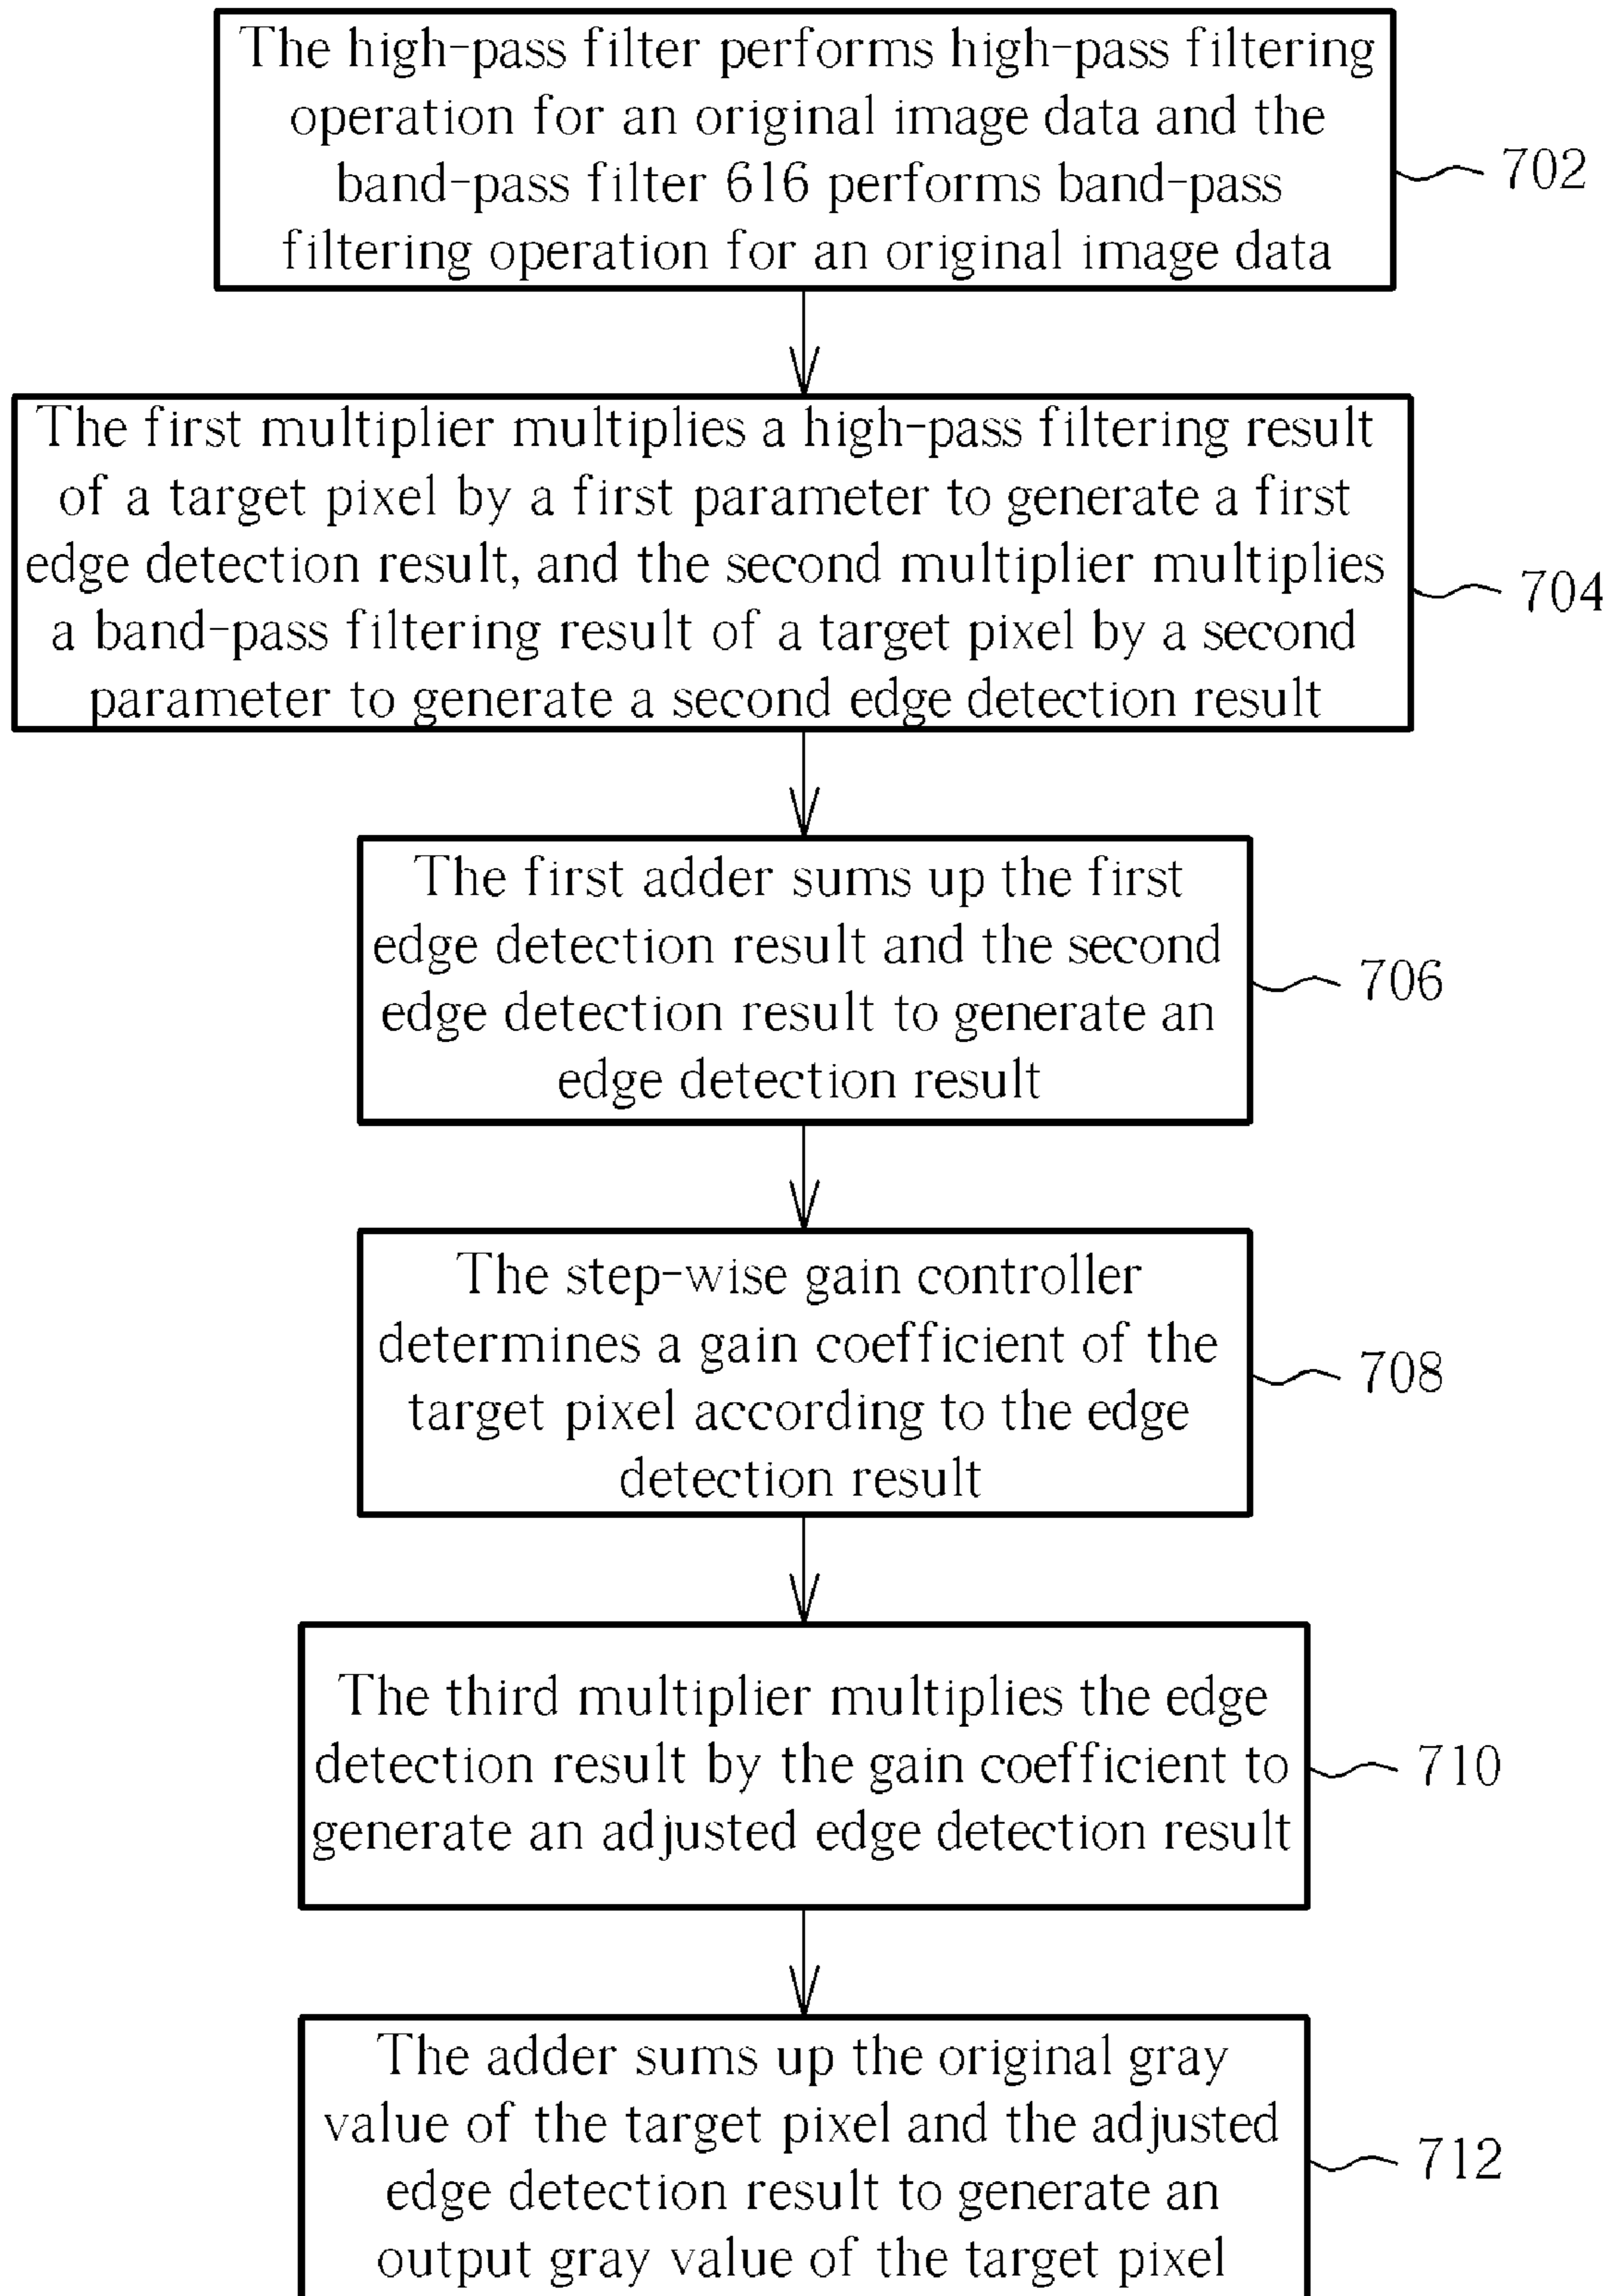 The high-pass filter performs high-pass filtering
operation for an original image data and the
band-pass filter 616 performs band-pass
filtering operation for an original image data
702
The first multiplier multiplies a high-pass filtering result
of a target pixel by a first parameter to generate a first
edge detection result, and the second multiplier multiplies
a band-pass filtering result of a target pixel by a second
parameter to generate a second edge detection result
704
The first adder sums up the first
edge detection result and the second
edge detection result to generate an
edge detection result
706
The step-wise gain controller
determines a gain coefficient of the
target pixel according to the edge
detection result
708
The third multiplier multiplies the edge
detection result by the gain coefficient to
generate an adjusted edge detection result
710
The adder sums up the original gray
value of the target pixel and the adjusted
edge detection result to generate an
output gray value of the target pixel
712